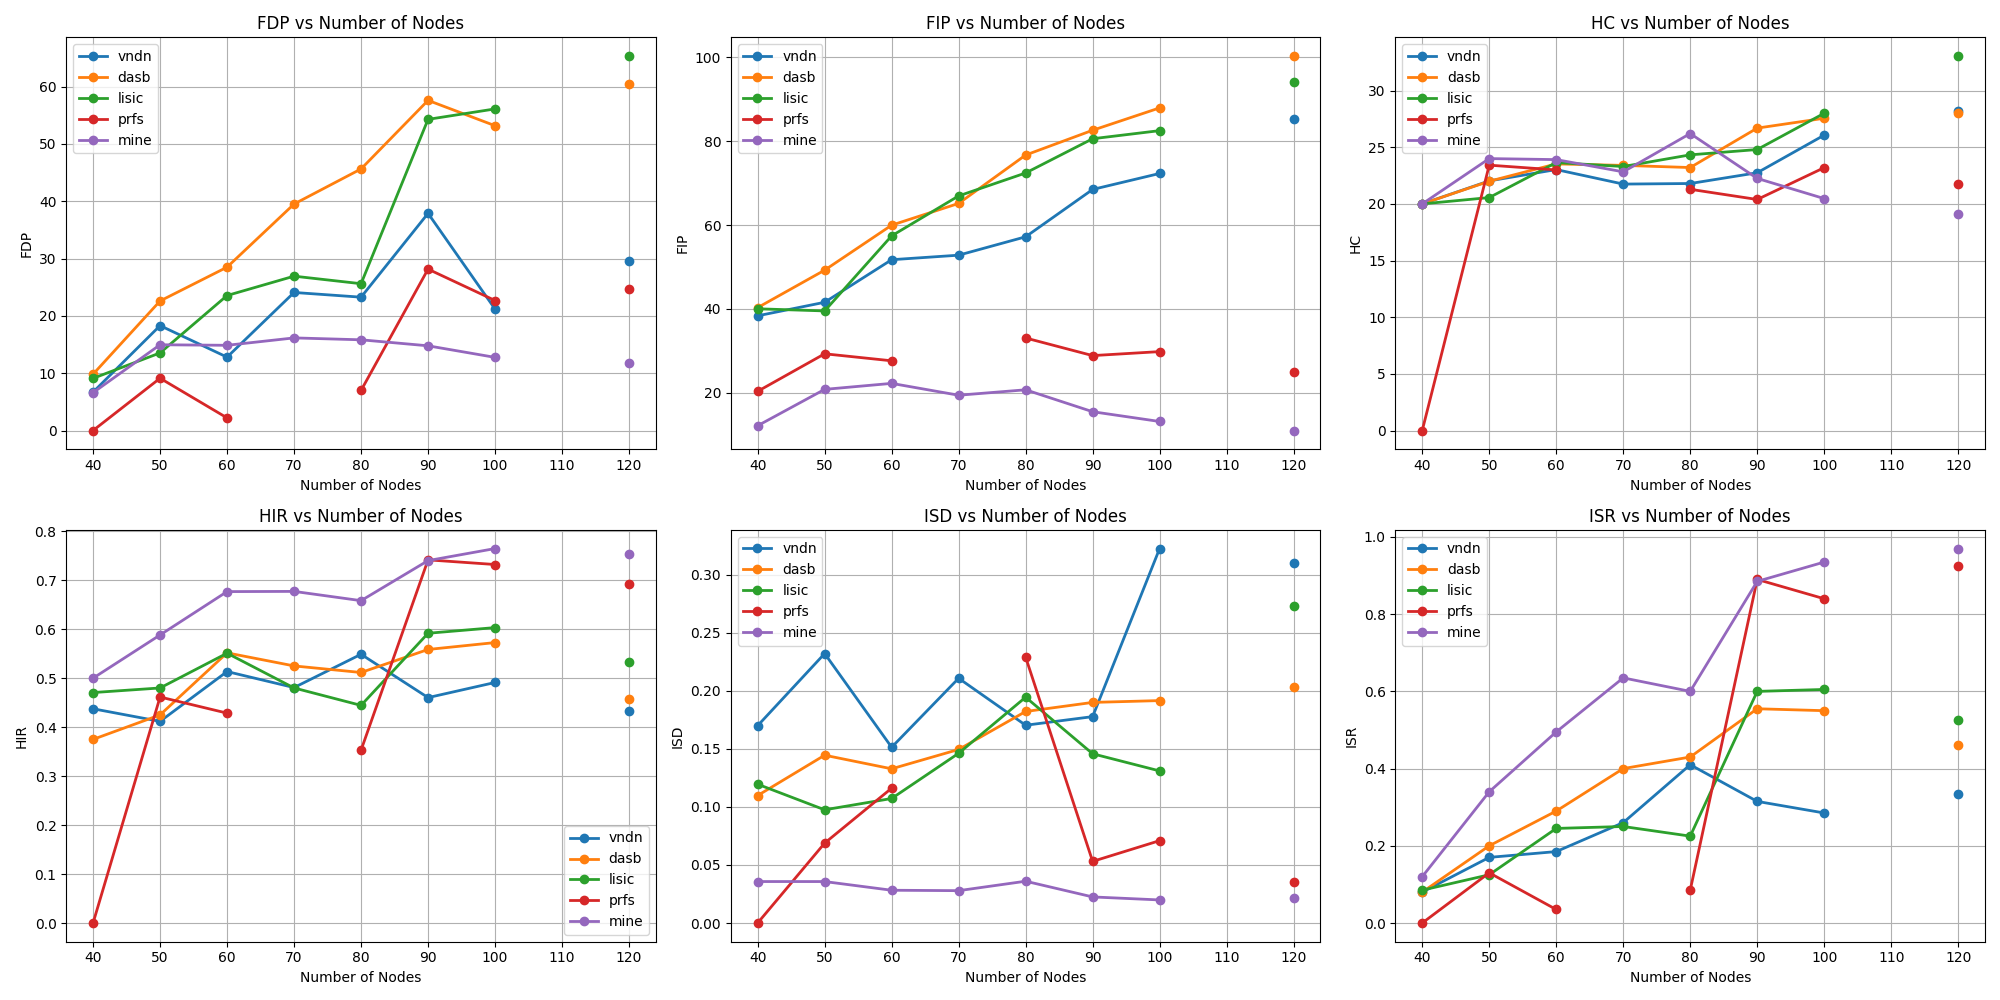 FDP vs Number of Nodes
FDP
60
50
40
30
20
10
0
vndn
dasb
lisic
prfs
mine
40 50 60 70 80 90 100 110 120
Number of Nodes
FIP vs Number of Nodes
FIP
100
80
60
40
20
vndn
dasb
lisic
prfs
mine
40 50 60 70 80 90 100 110 120
Number of Nodes
HC vs Number of Nodes
HC
30
25
20
15
10
5
0
vndn
dasb
lisic
prfs
mine
40 50 60 70 80 90 100 110 120
Number of Nodes
HIR vs Number of Nodes
HIR
0.8
0.7
0.6
0.5
0.4
0.3
0.2
0.1
0.0
vndn
dasb
lisic
prfs
mine
40 50 60 70 80 90 100 110 120
Number of Nodes
ISD vs Number of Nodes
ISD
0.30
0.25
0.20
0.15
0.10
0.05
0.00
vndn
dasb
lisic
prfs
mine
40 50 60 70 80 90 100 110 120
Number of Nodes
ISR vs Number of Nodes
ISR
1.0
0.8
0.6
0.4
0.2
0.0
vndn
dasb
lisic
prfs
mine
40 50 60 70 80 90 100 110 120
Number of Nodes